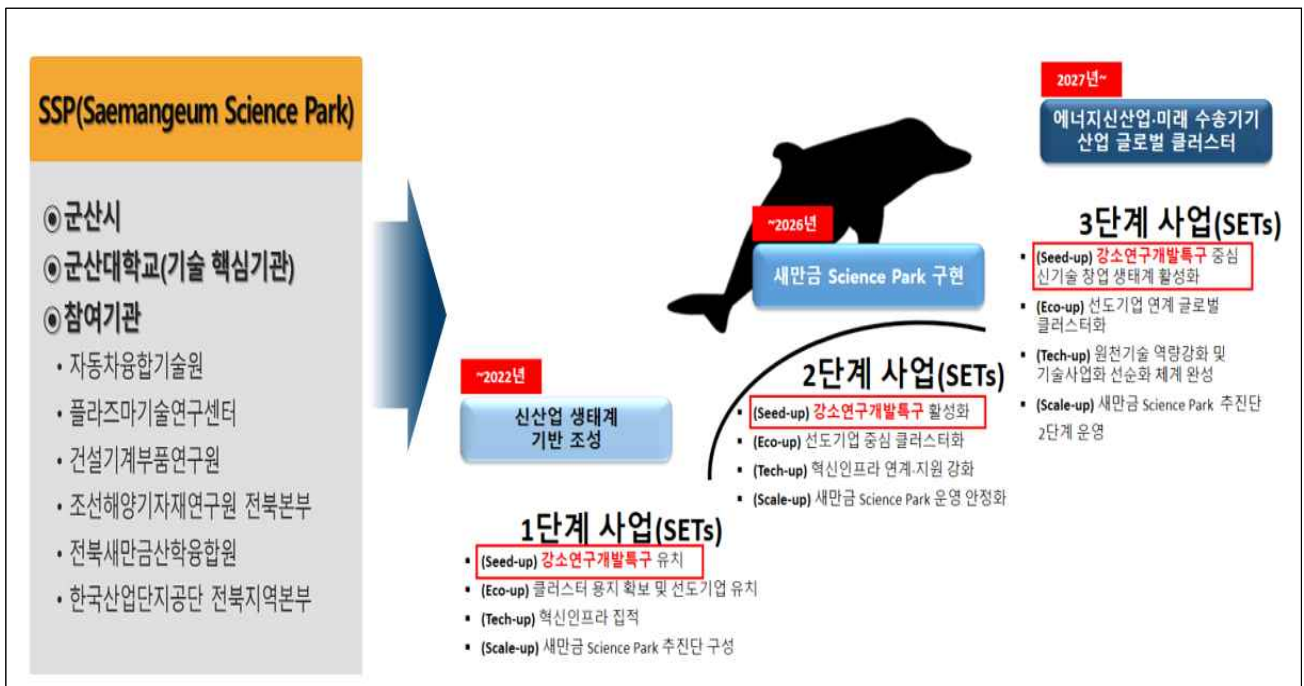 SSP(Saemangeum Science Park)
◉군산시
◉군산대학교(기술 핵심기관)
◉참여기관
• 자동차융합기술원
• 플라즈마기술연구센터
• 건설기계부품연구원
• 조선해양기자재연구원 전북본부
• 전북새만금산학융합원
• 한국산업단지공단 전북지역본부
~2022년
신산업 생태계
기반 조성
1단계 사업(SETs)
▪ (Seed-up) 강소연구개발특구 유치
▪ (Eco-up) 클러스터 용지 확보 및 선도기업 유치
▪ (Tech-up) 혁신인프라 집적
▪ (Scale-up) 새만금 Science Park 추진단 구성
~2026년
새만금 Science Park 구현
2단계 사업(SETs)
▪ (Seed-up) 강소연구개발특구 활성화
▪ (Eco-up) 선도기업 중심 클러스터화
▪ (Tech-up) 혁신인프라 연계·지원 강화
▪ (Scale-up) 새만금 Science Park 운영 안정화
2027년~
에너지신산업·미래 수송기기
산업 글로벌 클러스터
3단계 사업(SETs)
▪ (Seed-up) 강소연구개발특구 중심
신기술 창업 생태계 활성화
▪ (Eco-up) 선도기업 연계 글로벌
클러스터화
▪ (Tech-up) 원천기술 역량강화 및
기술사업화 선순화 체계 완성
▪ (Scale-up) 새만금 Science Park 추진단
2단계 운영